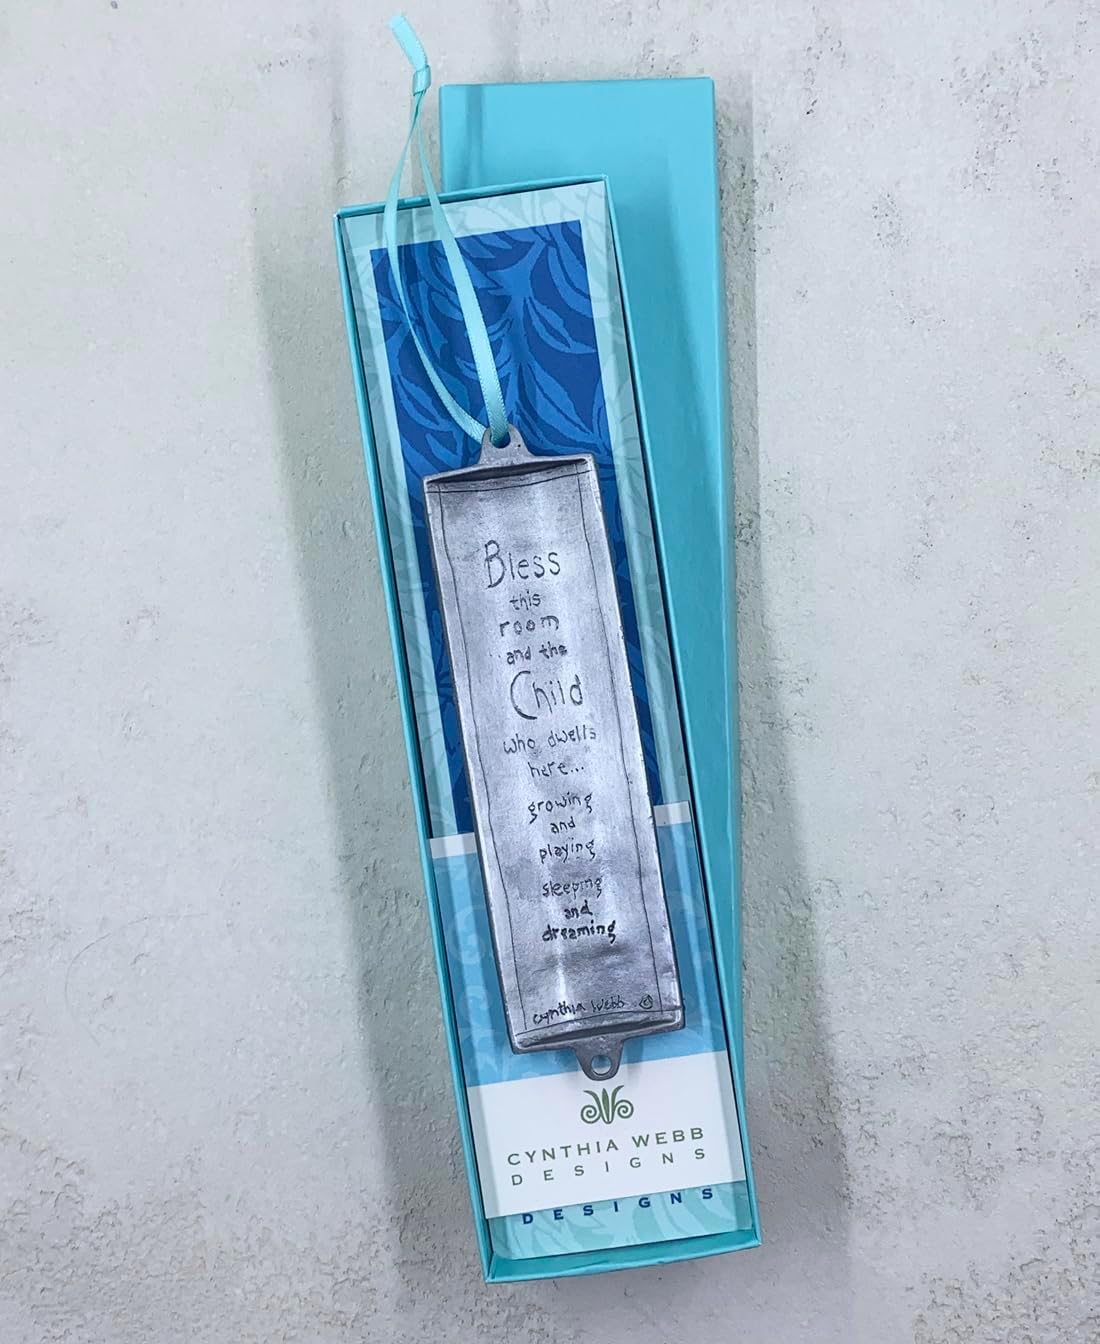 Bless
this
room
and the
Child
who dwells
here...
growing
and
playing
sleeping
and
dreaming
Cynthia Webb ©
CYNTHIA WEBB
DESIGNS
DESIGNS